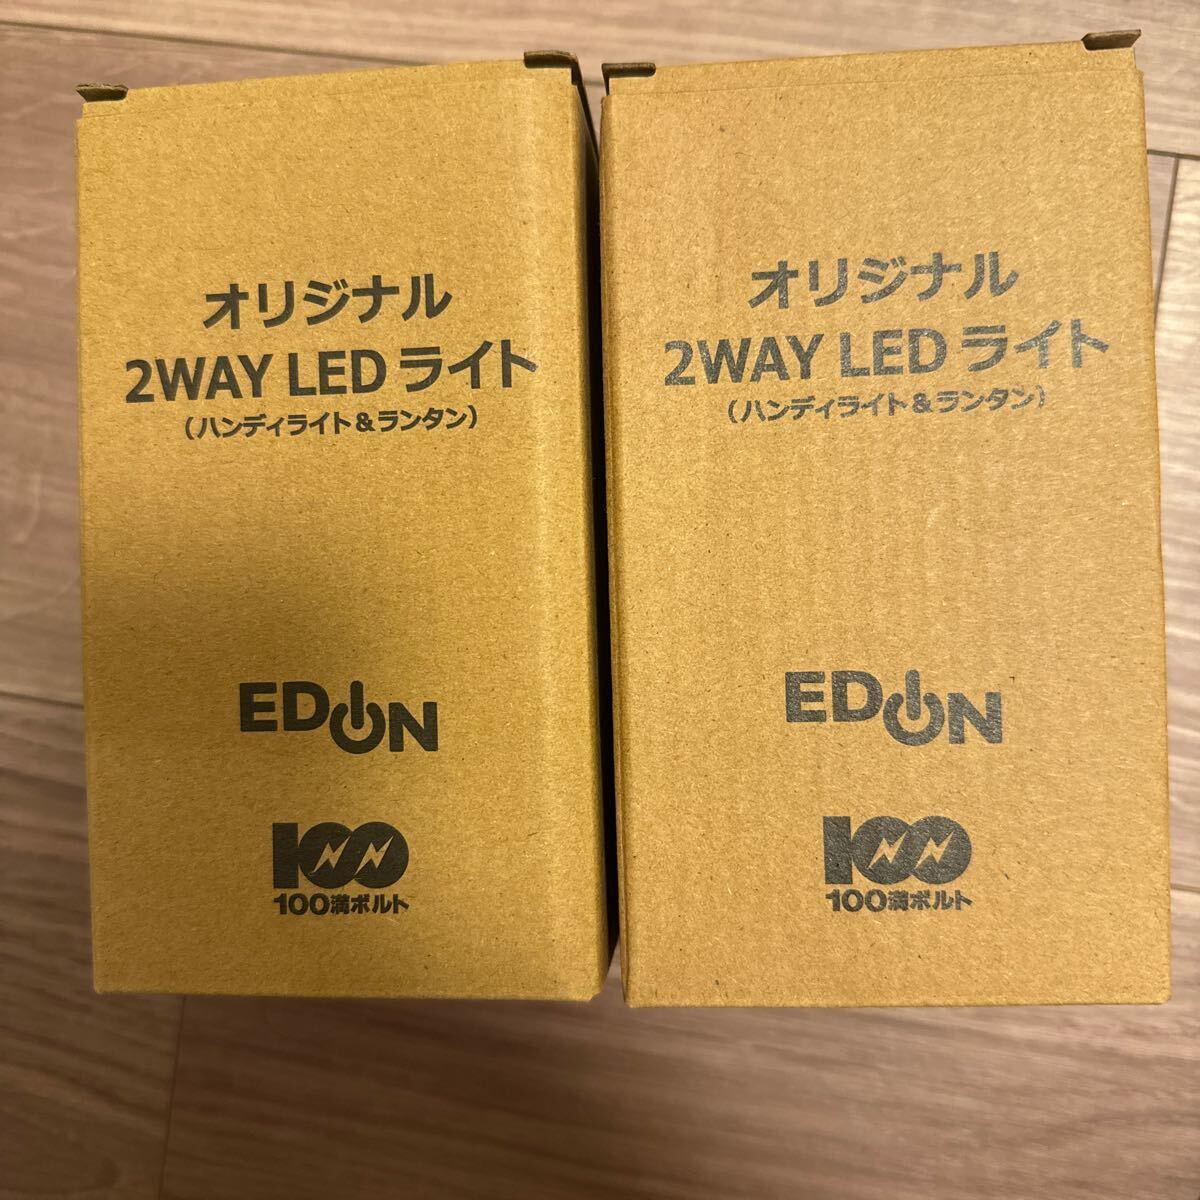 オリジナル
2WAY LED ライト
(ハンディライト&ランタン)
EDION
100
100満ボルト
オリジナル
2WAY LED ライト
(ハンディライト&ランタン)
EDION
100
100満ボルト